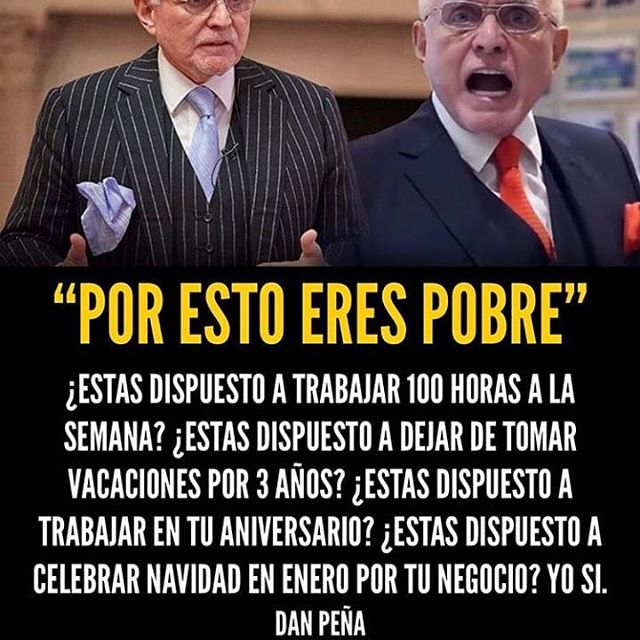 “POR ESTO ERES POBRE”
¿ESTAS DISPUESTO A TRABAJAR 100 HORAS A LA
SEMANA? ¿ESTAS DISPUESTO A DEJAR DE TOMAR
VACACIONES POR 3 AÑOS? ¿ESTAS DISPUESTO A
TRABAJAR EN TU ANIVERSARIO? ¿ESTAS DISPUESTO A
CELEBRAR NAVIDAD EN ENERO POR TU NEGOCIO? YO SI.
DAN PEÑA